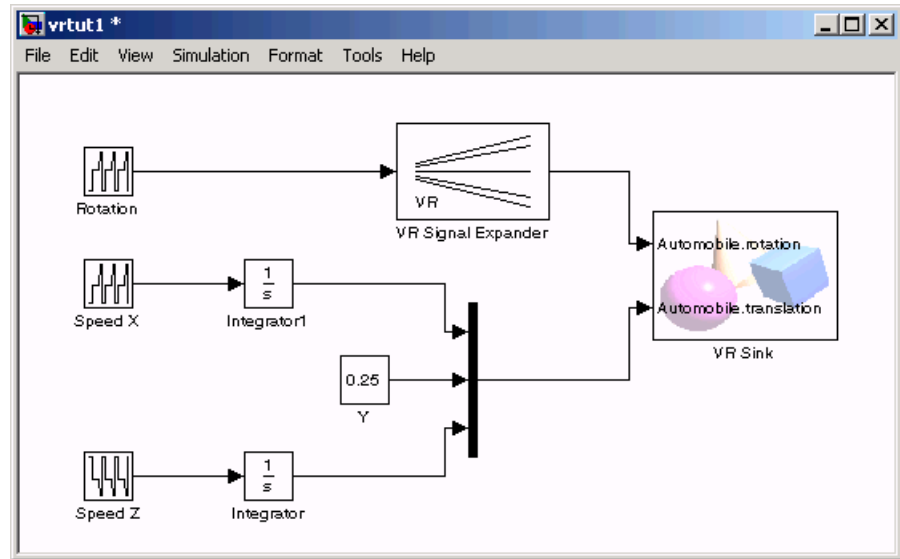 vrtut1 *
File Edit View Simulation Format Tools Help
Rotation
VR
VR Signal Expander
Automobile.rotation
Automobile.translation
VR Sink
Speed X
1
s
Integrator1
0.25
Y
Speed Z
1
s
Integrator